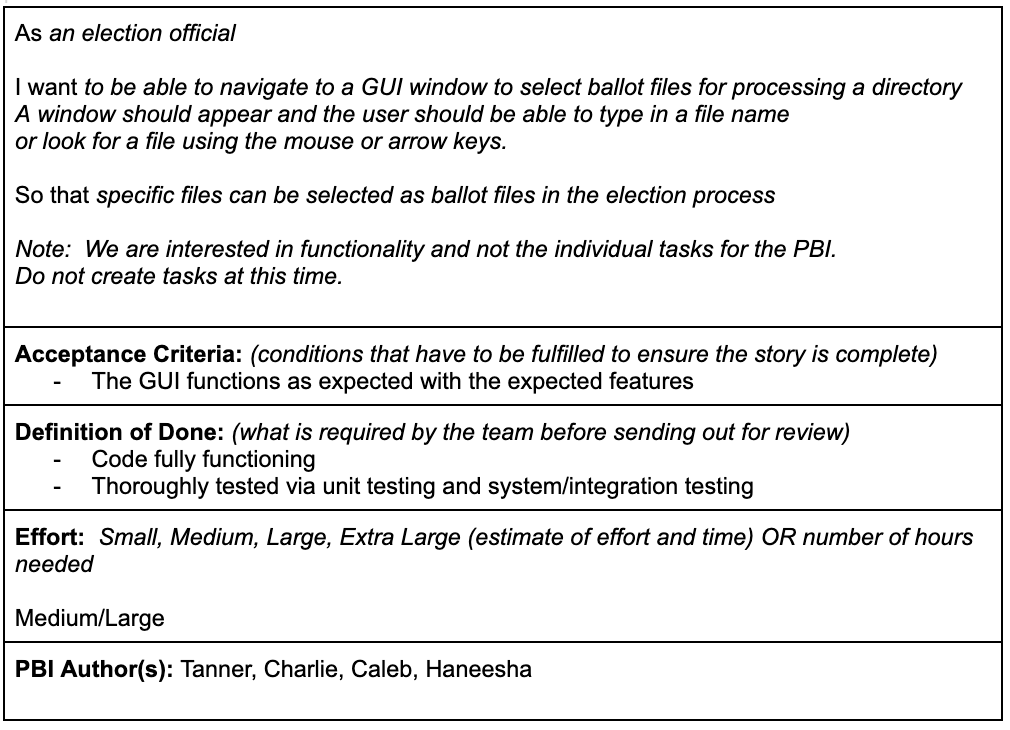 As an election official
I want to be able to navigate to a GUI window to select ballot files for processing a directory
A window should appear and the user should be able to type in a file name
or look for a file using the mouse or arrow keys.
So that specific files can be selected as ballot files in the election process
Note:  We are interested in functionality and not the individual tasks for the PBI.
Do not create tasks at this time.
Acceptance Criteria: (conditions that have to be fulfilled to ensure the story is complete)
- The GUI functions as expected with the expected features
Definition of Done: (what is required by the team before sending out for review)
- Code fully functioning
- Thoroughly tested via unit testing and system/integration testing
Effort:  Small, Medium, Large, Extra Large (estimate of effort and time) OR number of hours
needed
Medium/Large
PBI Author(s): Tanner, Charlie, Caleb, Haneesha